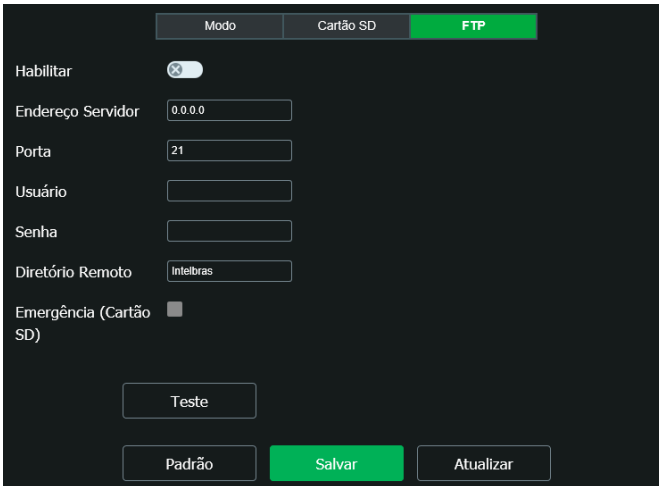 Modo Cartão SD FTP
Habilitar
Endereço Servidor 0.0.0.0
Porta 21
Usuário
Senha
Diretório Remoto Intelbras
Emergência (Cartão
SD)
Teste
Padrão Salvar Atualizar